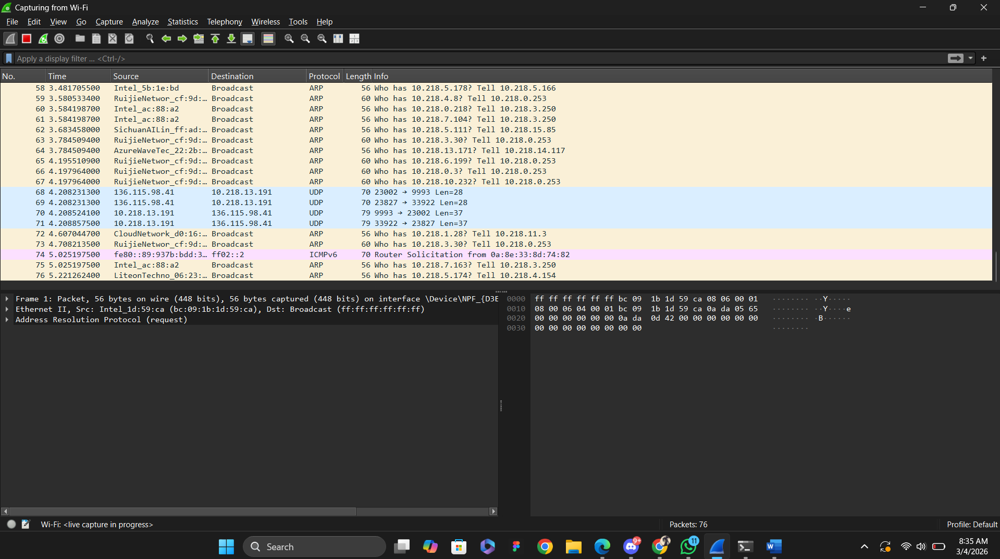 Capturing from Wi-Fi
File Edit View Go Capture Analyze Statistics Telephony Wireless Tools Help
Apply a display filter ... <Ctrl-/>
No. Time Source Destination Protocol Length Info
58 3.481705500 Intel_5b:1e:bd Broadcast ARP 56 Who has 10.218.5.178? Tell 10.218.5.166
59 3.580533400 RuijieNetwor_cf:9d:… Broadcast ARP 60 Who has 10.218.4.8? Tell 10.218.0.253
60 3.584198700 Intel_ac:88:a2 Broadcast ARP 56 Who has 10.218.0.218? Tell 10.218.3.250
61 3.584198700 Intel_ac:88:a2 Broadcast ARP 56 Who has 10.218.7.104? Tell 10.218.3.250
62 3.683458000 SichuanAILin_ff:ad:… Broadcast ARP 56 Who has 10.218.5.111? Tell 10.218.15.85
63 3.784509400 RuijieNetwor_cf:9d:… Broadcast ARP 60 Who has 10.218.3.30? Tell 10.218.0.253
64 3.784509400 AzureWaveTec_22:2b:… Broadcast ARP 56 Who has 10.218.13.171? Tell 10.218.14.117
65 4.195510900 RuijieNetwor_cf:9d:… Broadcast ARP 60 Who has 10.218.6.199? Tell 10.218.0.253
66 4.197964000 RuijieNetwor_cf:9d:… Broadcast ARP 60 Who has 10.218.0.3? Tell 10.218.0.253
67 4.197964000 RuijieNetwor_cf:9d:… Broadcast ARP 60 Who has 10.218.10.232? Tell 10.218.0.253
68 4.208231300 136.115.98.41 10.218.13.191 UDP 70 23002 → 9993 Len=28
69 4.208231300 136.115.98.41 10.218.13.191 UDP 70 23827 → 33922 Len=28
70 4.208524100 10.218.13.191 136.115.98.41 UDP 79 9993 → 23002 Len=37
71 4.208857500 10.218.13.191 136.115.98.41 UDP 79 33922 → 23827 Len=37
72 4.607044700 CloudNetwork_d0:16:… Broadcast ARP 56 Who has 10.218.1.28? Tell 10.218.11.3
73 4.708213500 RuijieNetwor_cf:9d:… Broadcast ARP 60 Who has 10.218.3.30? Tell 10.218.0.253
74 5.025197500 fe80::89:937b:bdd:3… ff02::2 ICMPv6 70 Router Solicitation from 0a:8e:33:8d:74:82
75 5.025197500 Intel_ac:88:a2 Broadcast ARP 56 Who has 10.218.7.163? Tell 10.218.3.250
76 5.221262400 LiteonTechno_06:23:… Broadcast ARP 56 Who has 10.218.5.174? Tell 10.218.4.154
Frame 1: Packet, 56 bytes on wire (448 bits), 56 bytes captured (448 bits) on interface \Device\NPF_{D3E
Ethernet II, Src: Intel_1d:59:ca (bc:09:1b:1d:59:ca), Dst: Broadcast (ff:ff:ff:ff:ff:ff)
Address Resolution Protocol (request)
0000 ff ff ff ff ff ff bc 09 1b 1d 59 ca 08 06 00 01 ········ ··Y·····
0010 08 00 06 04 00 01 bc 09 1b 1d 59 ca 0a da 05 65 ········ ··Y····e
0020 00 00 00 00 00 00 0a da 0d 42 00 00 00 00 00 00 ········ ·B······
0030 00 00 00 00 00 00 00 00 ········
Wi-Fi: <live capture in progress> Packets: 76 Profile: Default
Search
9+
11
8:35 AM
3/4/2026